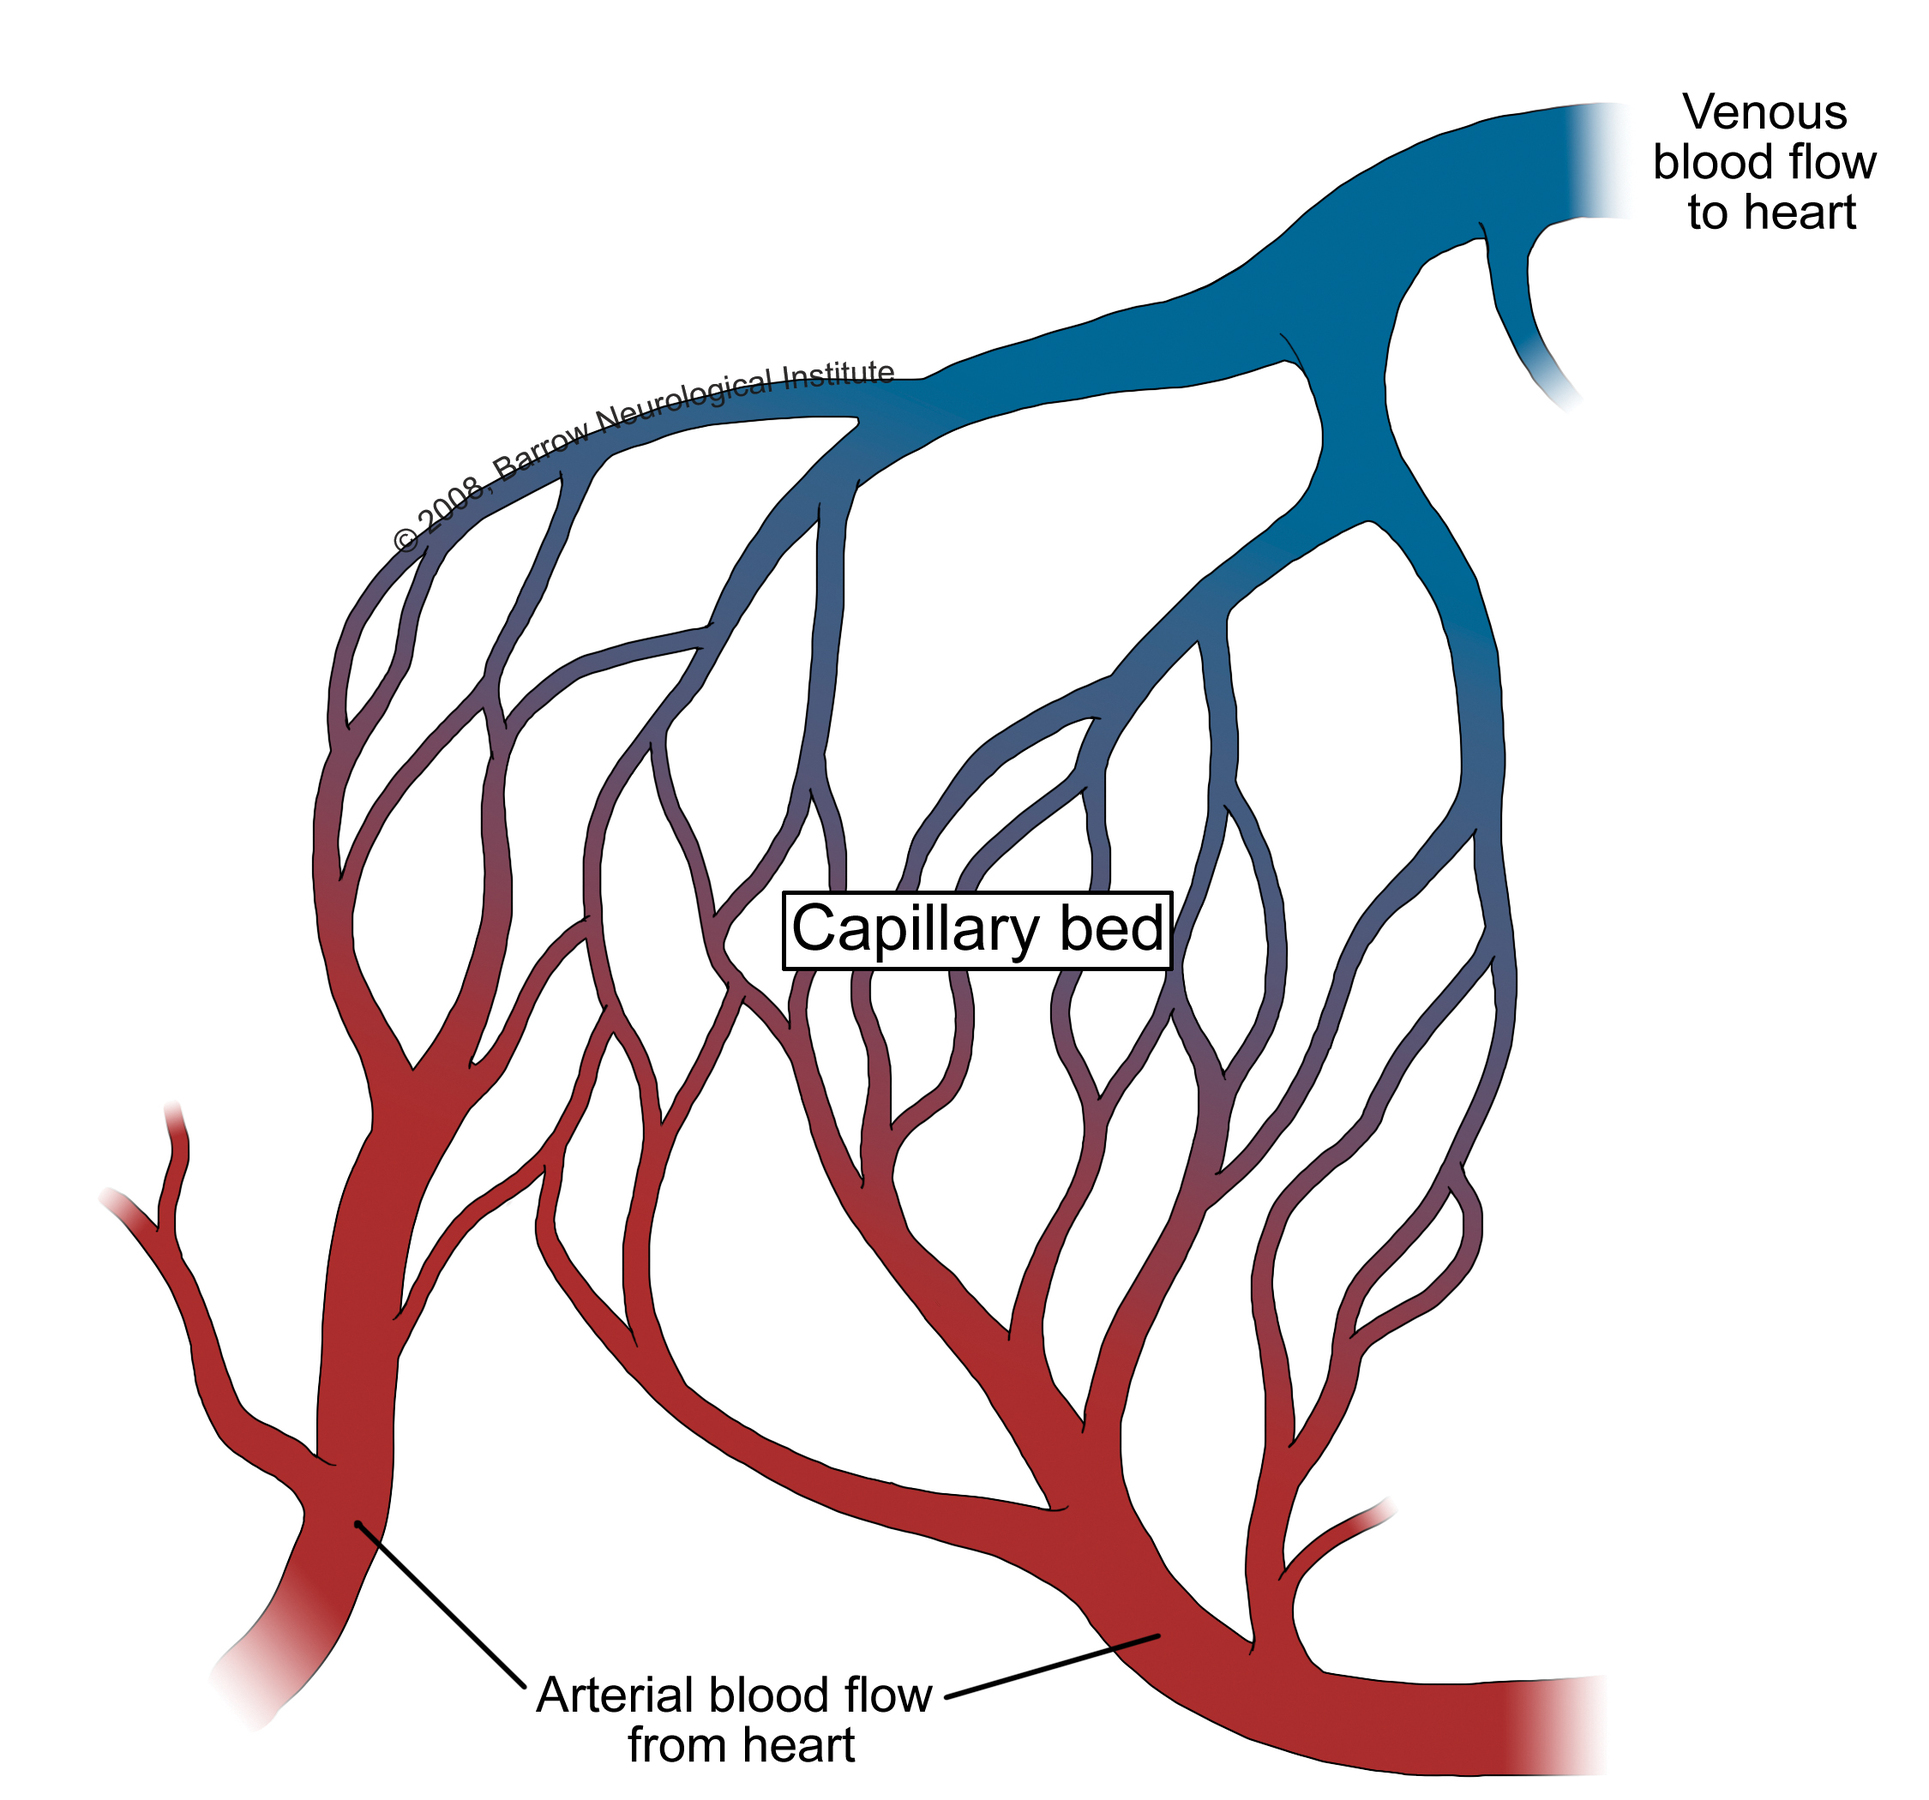 Venous
blood flow
to heart
© 2008, Barrow Neurological Institute
Capillary bed
Arterial blood flow
from heart